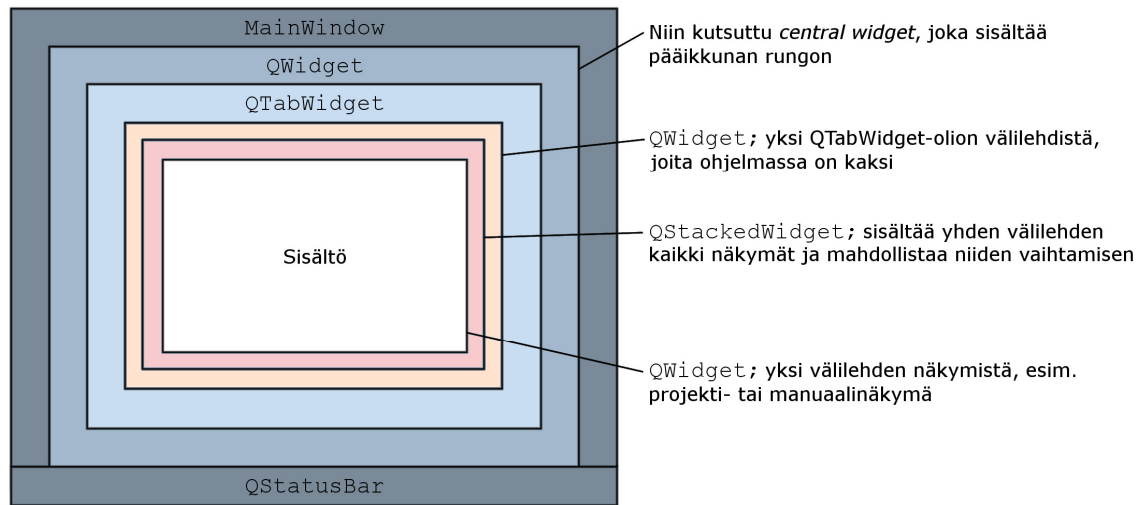 MainWindow
QWidget
QTabWidget
Sisältö
QStatusBar
Niin kutsuttu central widget, joka sisältää
pääikkunan rungon
QWidget; yksi QTabWidget-olion välilehdistä,
joita ohjelmassa on kaksi
QStackedWidget; sisältää yhden välilehden
kaikki näkymät ja mahdollistaa niiden vaihtamisen
QWidget; yksi välilehden näkymistä, esim.
projekti- tai manuaalinäkymä